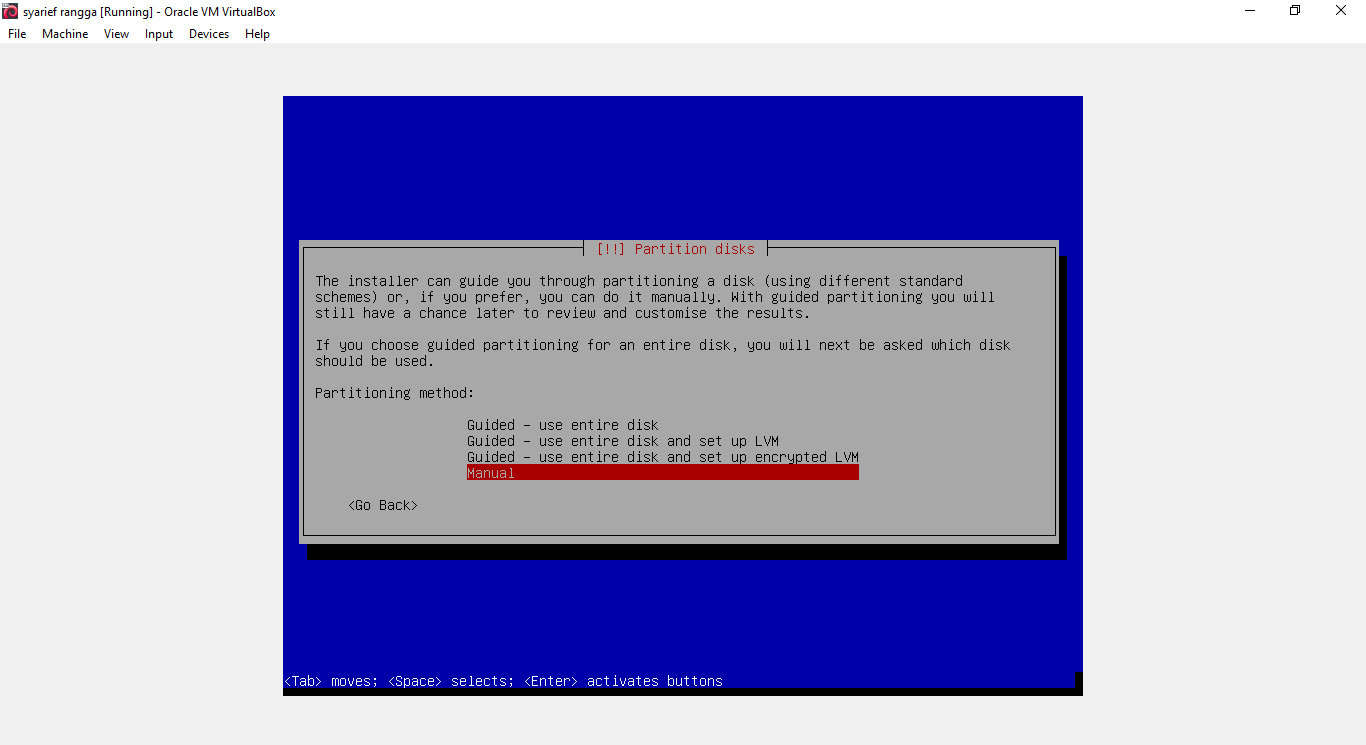 syarief rangga [Running] - Oracle VM VirtualBox
File Machine View Input Devices Help
[!!] Partition disks
The installer can guide you through partitioning a disk (using different standard
schemes) or, if you prefer, you can do it manually. With guided partitioning you will
still have a chance later to review and customise the results.
If you choose guided partitioning for an entire disk, you will next be asked which disk
should be used.
Partitioning method:
Guided - use entire disk
Guided - use entire disk and set up LVM
Guided - use entire disk and set up encrypted LVM
Manual
<Go Back>
<Tab> moves; <Space> selects; <Enter> activates buttons